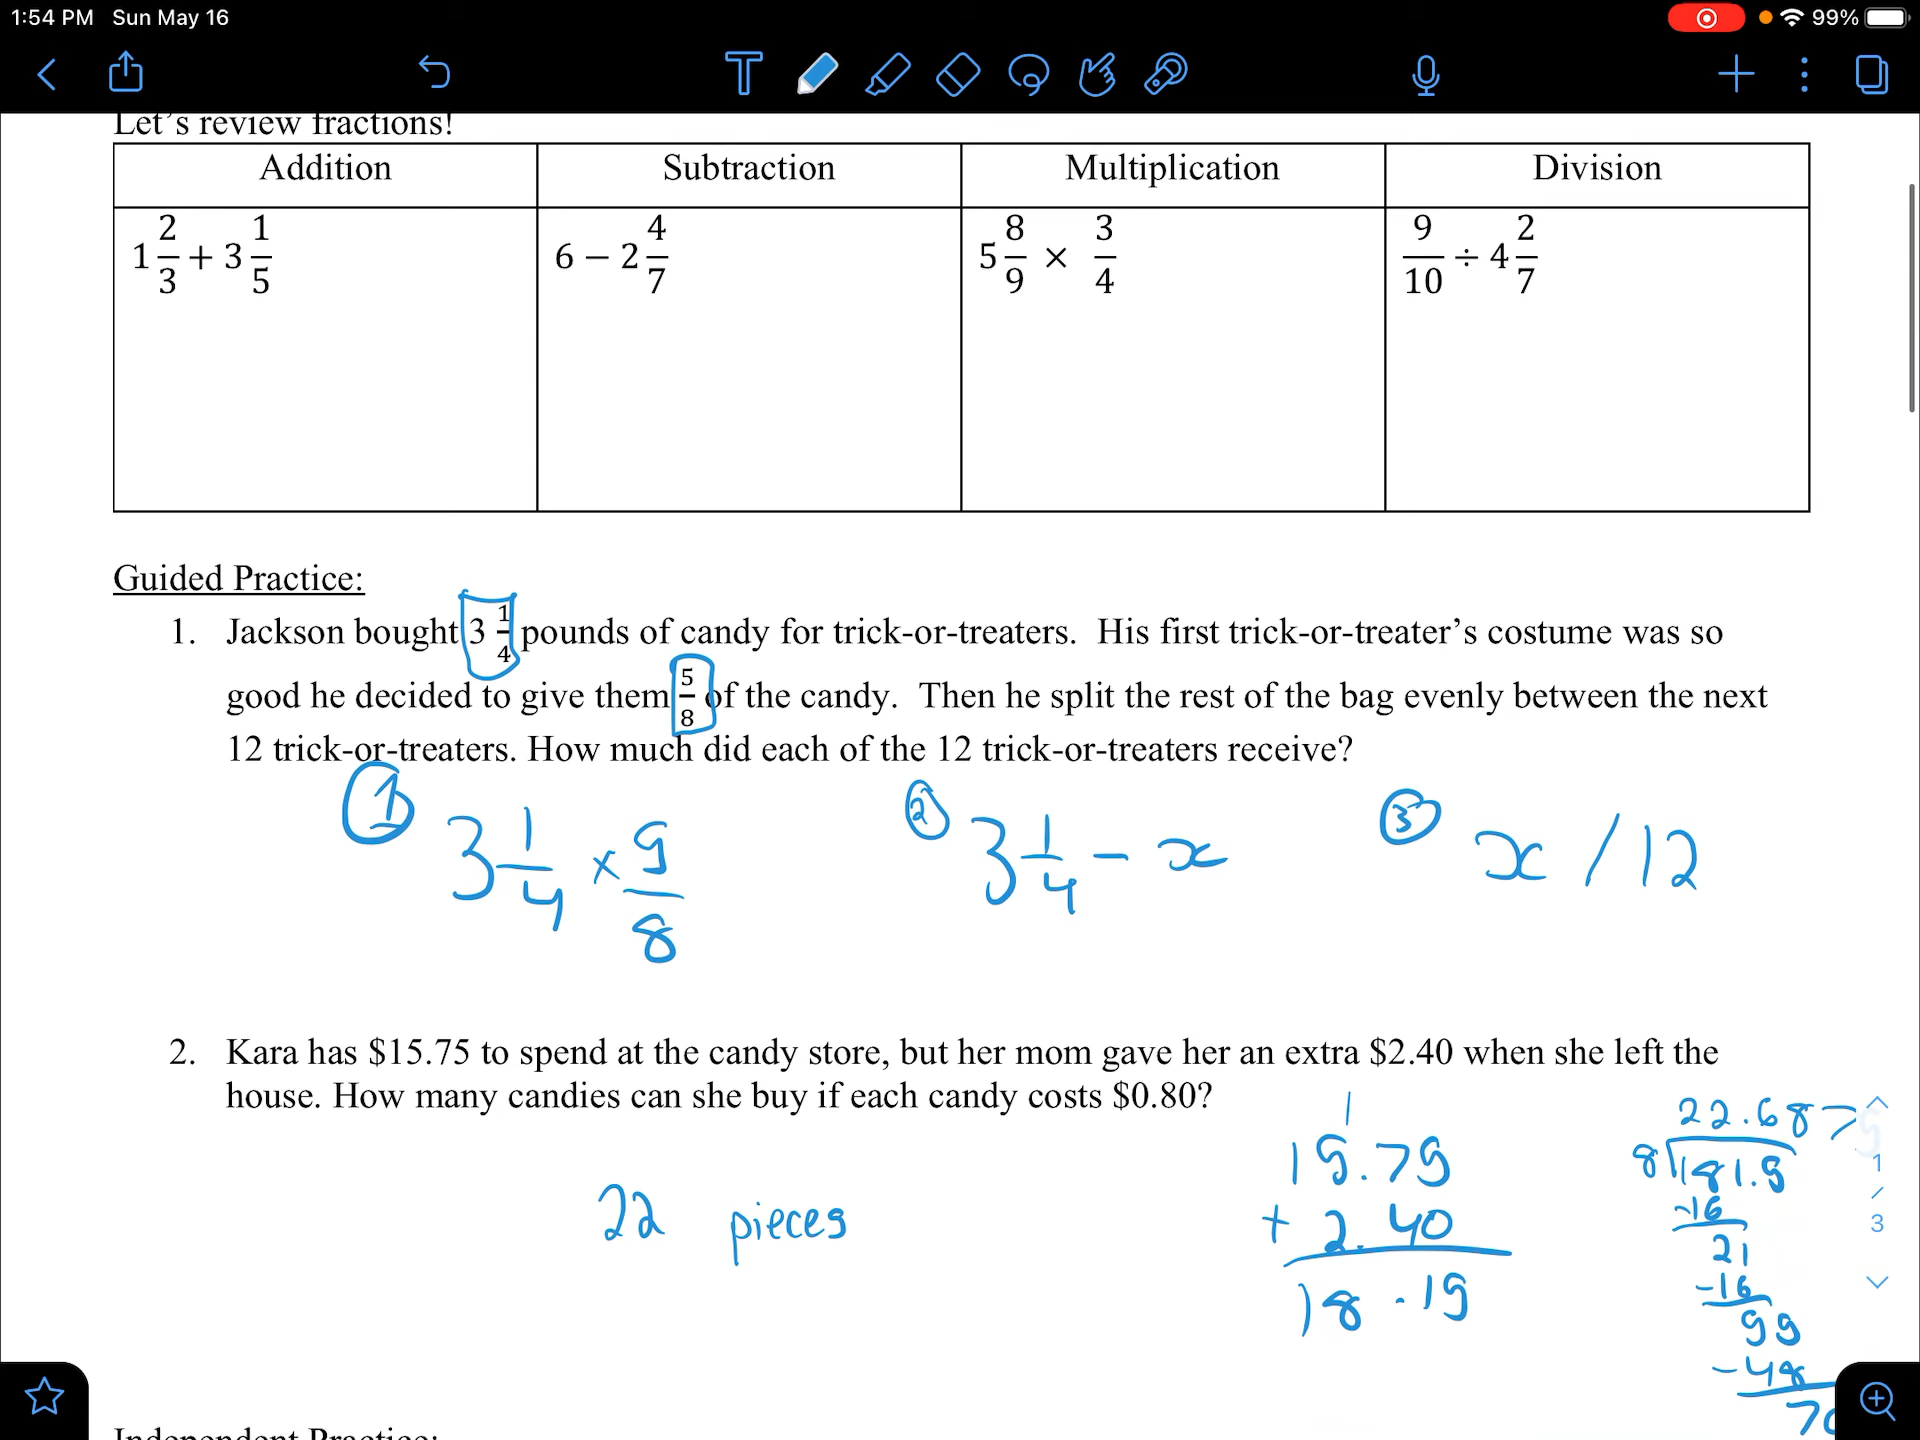 1:54 PM Sun May 16
99%
Let's review fractions!
Addition Subtraction Multiplication Division
1 2/3 + 3 1/5 6 − 2 4/7 5 8/9 × 3/4 9/10 ÷ 4 2/7
Guided Practice:
1. Jackson bought 3 1/4 pounds of candy for trick-or-treaters. His first trick-or-treater's costume was so
good he decided to give them 5/8 of the candy. Then he split the rest of the bag evenly between the next
12 trick-or-treaters. How much did each of the 12 trick-or-treaters receive?
① 3 1/4 × 5/8 ② 3 1/4 − x ③ x / 12
2. Kara has $15.75 to spend at the candy store, but her mom gave her an extra $2.40 when she left the
house. How many candies can she buy if each candy costs $0.80?
22 pieces
1
15.75
+ 2.40
18.15
22.687
8 181.5
-16
21
-16
55
-48
70
1 / 3
Independent Practice: